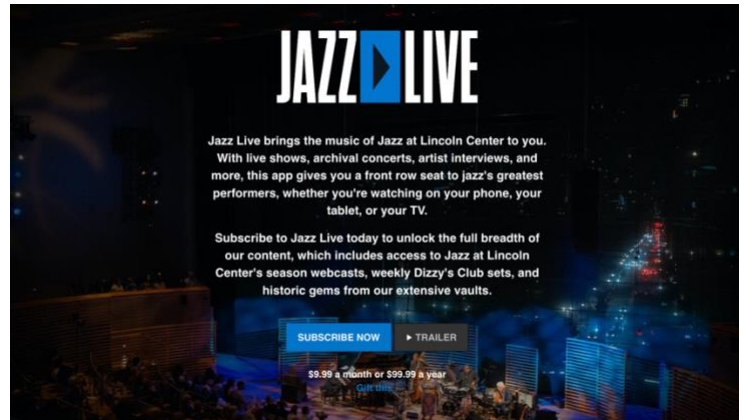 JAZZ LIVE
Jazz Live brings the music of Jazz at Lincoln Center to you.
With live shows, archival concerts, artist interviews, and
more, this app gives you a front row seat to jazz's greatest
performers, whether you're watching on your phone, your
tablet, or your TV.
Subscribe to Jazz Live today to unlock the full breadth of
our content, which includes access to Jazz at Lincoln
Center's season webcasts, weekly Dizzy's Club sets, and
historic gems from our extensive vaults.
SUBSCRIBE NOW
TRAILER
$9.99 a month or $99.99 a year
Gift this